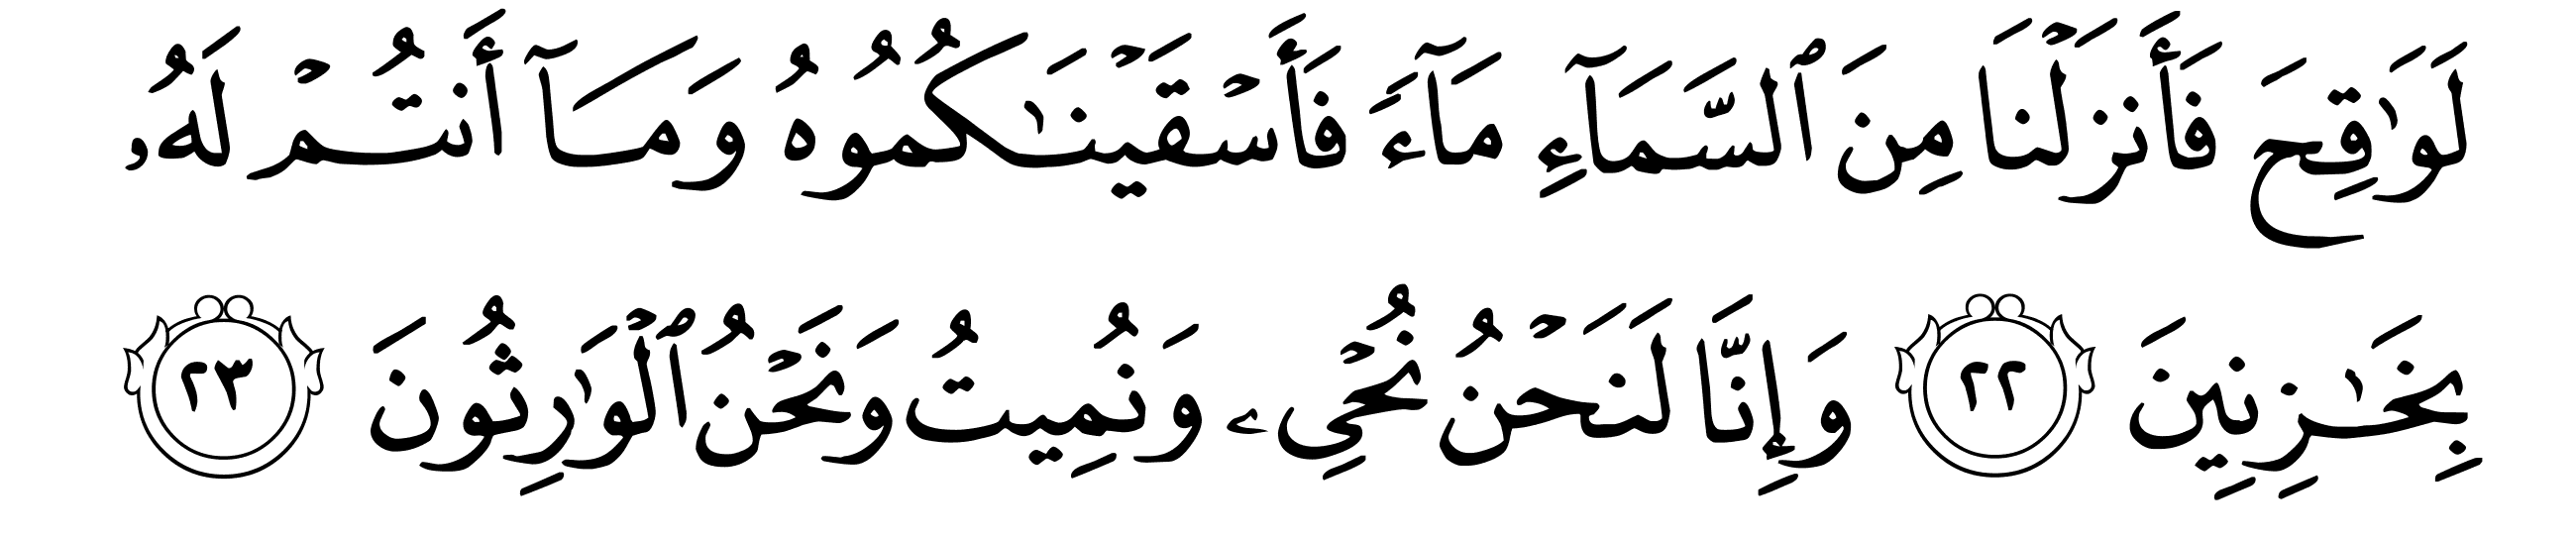 لَوَٰقِحَ فَأَنزَلْنَا مِنَ ٱلسَّمَآءِ مَآءً فَأَسْقَيْنَـٰكُمُوهُ وَمَآ أَنتُمْ لَهُۥ
بِخَـٰزِنِينَ ٢٢ وَإِنَّا لَنَحْنُ نُحْىِۦ وَنُمِيتُ وَنَحْنُ ٱلْوَٰرِثُونَ ٢٣